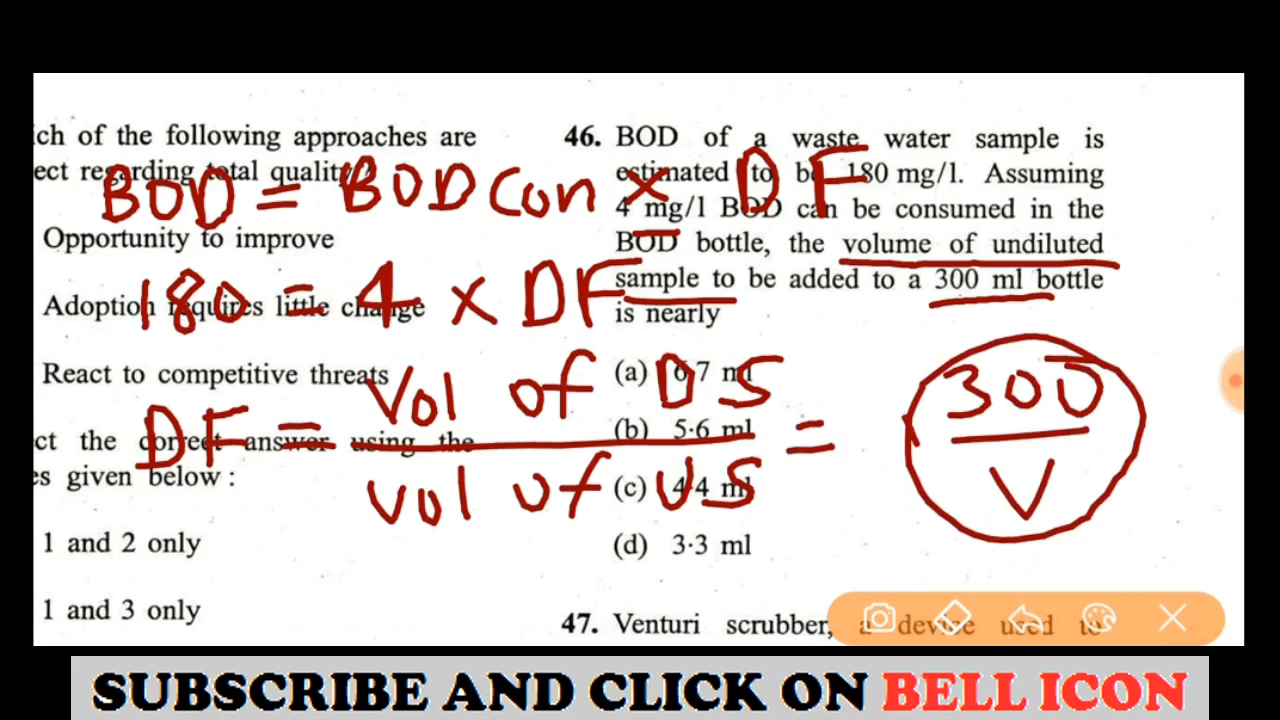 ich of the following approaches are
ect regarding total quality?
Opportunity to improve
Adoption requires little change
React to competitive threats
ct the correct answer using the
es given below :
1 and 2 only
1 and 3 only
46. BOD of a waste water sample is
estimated to be 180 mg/l. Assuming
4 mg/l BOD can be consumed in the
BOD bottle, the volume of undiluted
sample to be added to a 300 ml bottle
is nearly
(a) 6·7 ml
(b) 5·6 ml
(c) 4·4 ml
(d) 3·3 ml
47. Venturi scrubber, a device used to
BOD = BOD Con × DF
180 = 4 × DF
DF = Vol of DS / Vol of US = 300 / V
SUBSCRIBE AND CLICK ON BELL ICON